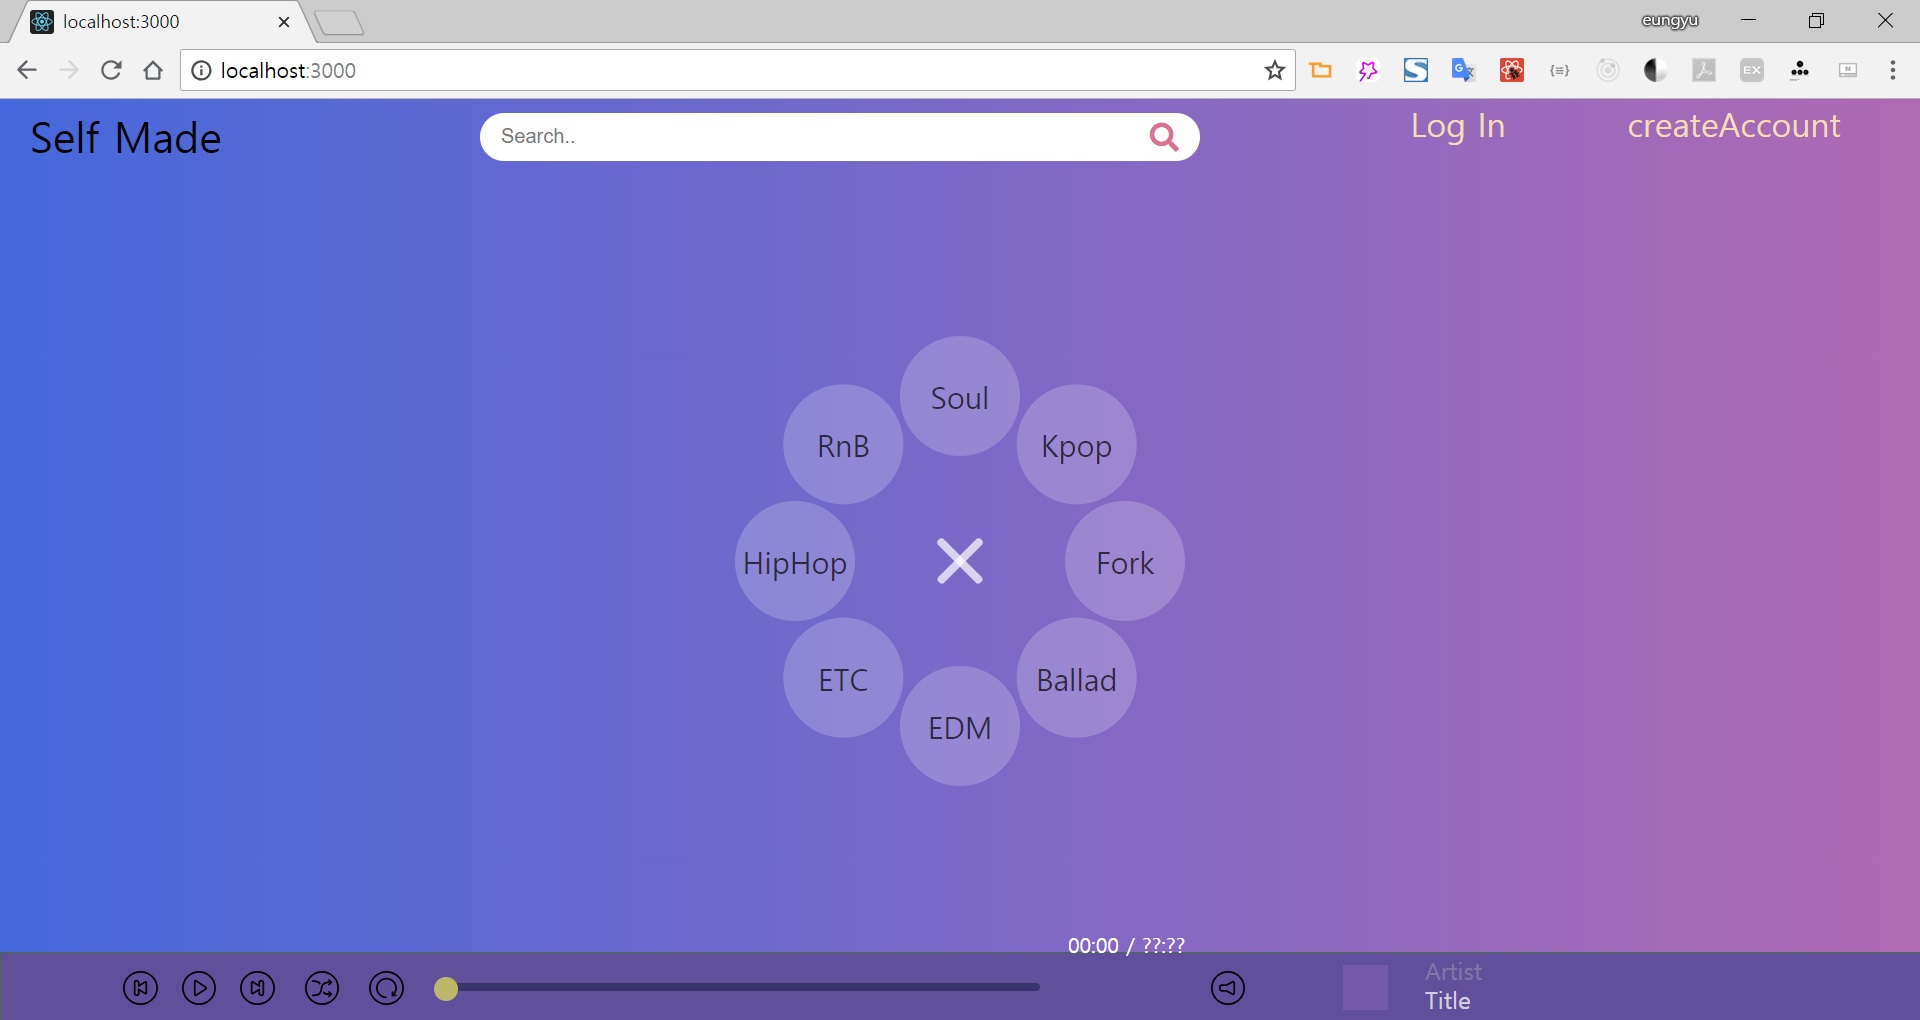 localhost:3000
eungyu
localhost:3000
EX
Self Made
Search..
Log In
createAccount
Soul
RnB
Kpop
HipHop
Fork
ETC
Ballad
EDM
00:00 / ??:??
Artist
Title